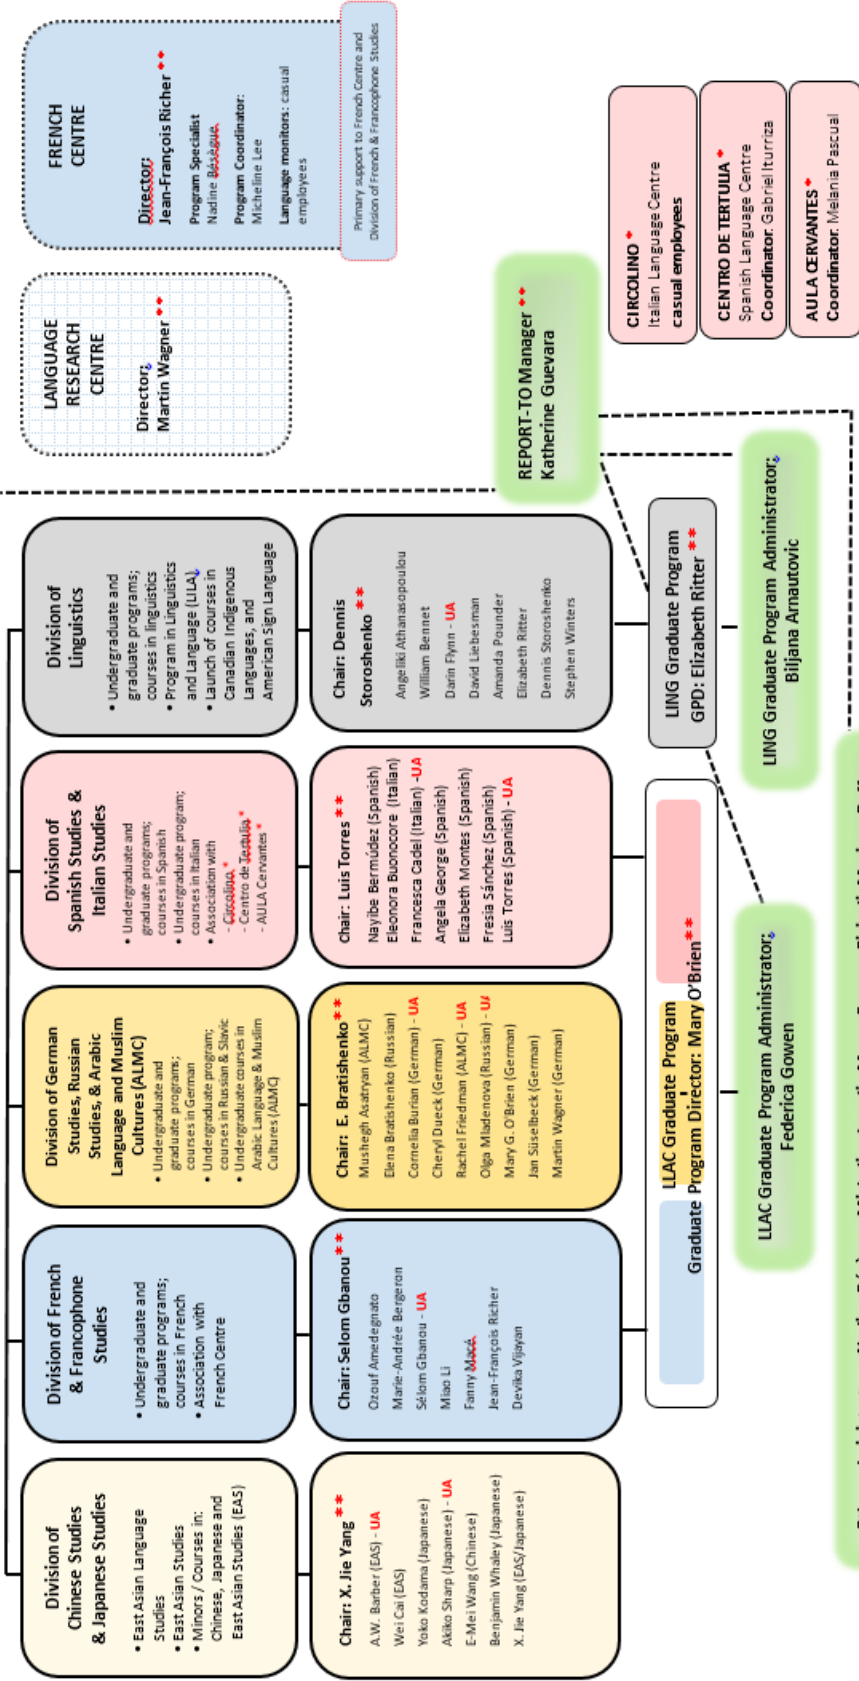 Division of
Chinese Studies
& Japanese Studies
• East Asian Language
Studies
• East Asian Studies
• Minors / Courses in:
Chinese, Japanese and
East Asian Studies (EAS)
Division of French
& Francophone
Studies
• Undergraduate and
graduate programs;
courses in French
• Association with
French Centre
Division of German
Studies, Russian
Studies, & Arabic
Language and Muslim
Cultures (ALMC)
• Undergraduate and
graduate programs;
courses in German
• Undergraduate program;
courses in Russian & Slavic
• Undergraduate courses in
Arabic Language & Muslim
Cultures (ALMC)
Division of
Spanish Studies &
Italian Studies
• Undergraduate and
graduate programs;
courses in Spanish
• Undergraduate program;
courses in Italian
• Association with
- Circolino *
- Centro de Tertulia *
- AULA Cervantes *
Division of
Linguistics
• Undergraduate and
graduate programs;
courses in linguistics
• Program in Linguistics
and Language (ULA)
• Launch of courses in
Canadian Indigenous
Languages, and
American Sign Language
LANGUAGE
RESEARCH
CENTRE
Director:
Martin Wagner **
FRENCH
CENTRE
Director:
Jean-François Richer **
Program Specialist
Nadine Bésègue
Program Coordinator:
Micheline Lee
Language monitors: casual
employees
Primary support to French Centre and
Division of French & Francophone Studies
Chair: X. Jie Yang **
A.W. Barber (EAS) - UA
Wei Cai (EAS)
Yoko Kodama (Japanese)
Akiko Sharp (Japanese) - UA
E-Mei Wang (Chinese)
Benjamin Whaley (Japanese)
X. Jie Yang (EAS/Japanese)
Chair: Selom Gbanou **
Ozouf Amedegnato
Marie-Andrée Bergeron
Sélom Gbanou - UA
Miao Li
Fanny Macé
Jean-François Richer
Devika Vijayan
Chair: E. Bratishenko **
Mushegh Asatryan (ALMC)
Elena Bratishenko (Russian)
Cornelia Burian (German) - UA
Cheryl Dueck (German)
Rachel Friedman (ALMC) - UA
Olga Mladenova (Russian) - UA
Mary G. O'Brien (German)
Jan Süselbeck (German)
Martin Wagner (German)
Chair: Luis Torres **
Nayibe Bermúdez (Spanish)
Eleonora Buonocore (Italian)
Francesca Cadel (Italian) -UA
Angela George (Spanish)
Elizabeth Montes (Spanish)
Fresia Sánchez (Spanish)
Luis Torres (Spanish) - UA
Chair: Dennis
Storoshenko **
Angeliki Athanasopoulou
William Bennet
Darin Flynn - UA
David Liebesman
Amanda Pounder
Elizabeth Ritter
Dennis Storoshenko
Stephen Winters
REPORT-TO Manager **
Katherine Guevara
CIRCOLINO *
Italian Language Centre
casual employees
CENTRO DE TERTULIA *
Spanish Language Centre
Coordinator: Gabriel Iturriza
AULA CERVANTES *
Coordinator: Melania Pascual
LLAC Graduate Program
Graduate Program Director: Mary O'Brien **
LING Graduate Program
GPD: Elizabeth Ritter **
LLAC Graduate Program Administrator:
Federica Gowen
LING Graduate Program Administrator:
Biljana Arnautovic